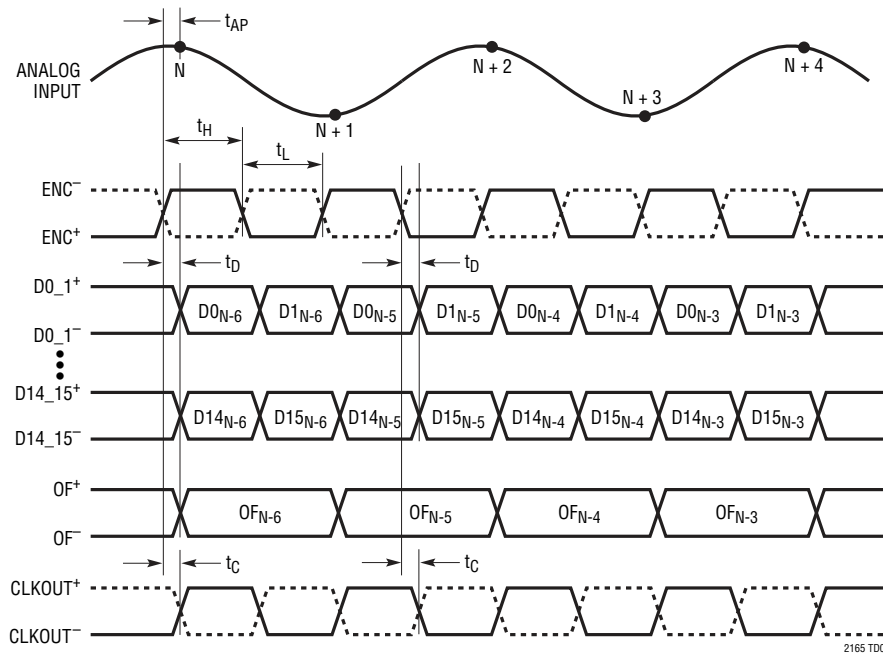 tAP
ANALOG
INPUT
N
N + 1
N + 2
N + 3
N + 4
tH
tL
ENC–
ENC+
tD
tD
D0_1+
D0N-6 D1N-6 D0N-5 D1N-5 D0N-4 D1N-4 D0N-3 D1N-3
D0_1–
D14_15+
D14N-6 D15N-6 D14N-5 D15N-5 D14N-4 D15N-4 D14N-3 D15N-3
D14_15–
OF+
OFN-6 OFN-5 OFN-4 OFN-3
OF–
tC
tC
CLKOUT+
CLKOUT–